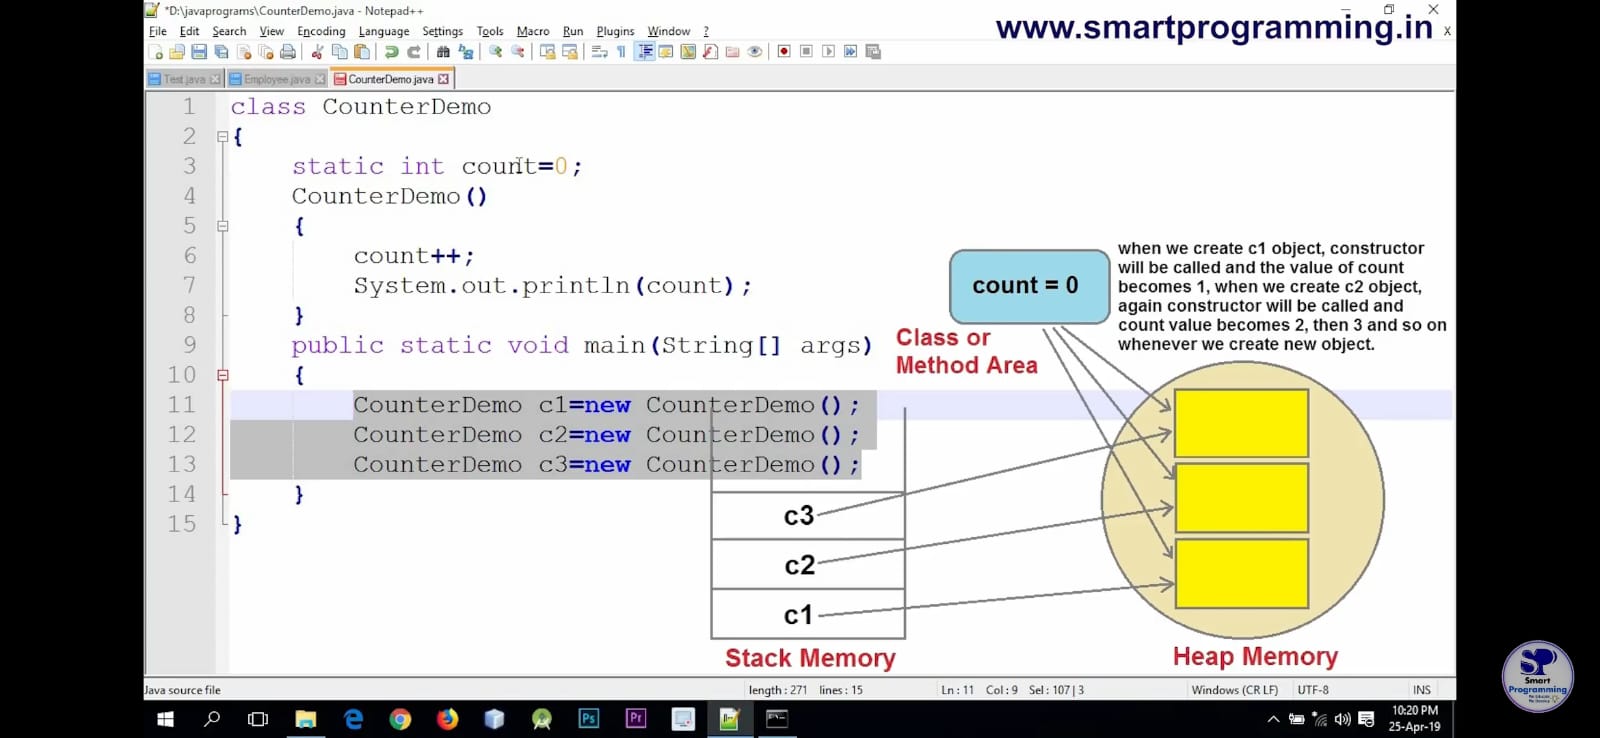 *D:\javaprograms\CounterDemo.java - Notepad++
www.smartprogramming.in
File Edit Search View Encoding Language Settings Tools Macro Run Plugins Window ? X
Test.java Employee.java CounterDemo.java
1 class CounterDemo
2 {
3 static int count=0;
4 CounterDemo()
5 {
6 count++;
7 System.out.println(count);
8 }
9 public static void main(String[] args)
10 {
11 CounterDemo c1=new CounterDemo();
12 CounterDemo c2=new CounterDemo();
13 CounterDemo c3=new CounterDemo();
14 }
15 }
count = 0
Class or
Method Area
when we create c1 object, constructor
will be called and the value of count
becomes 1, when we create c2 object,
again constructor will be called and
count value becomes 2, then 3 and so on
whenever we create new object.
c3
c2
c1
Stack Memory
Heap Memory
Java source file length : 271 lines : 15 Ln : 11 Col : 9 Sel : 107 | 3 Windows (CR LF) UTF-8 INS
Ps Pr
10:20 PM
25-Apr-19
SP
Smart
Programming